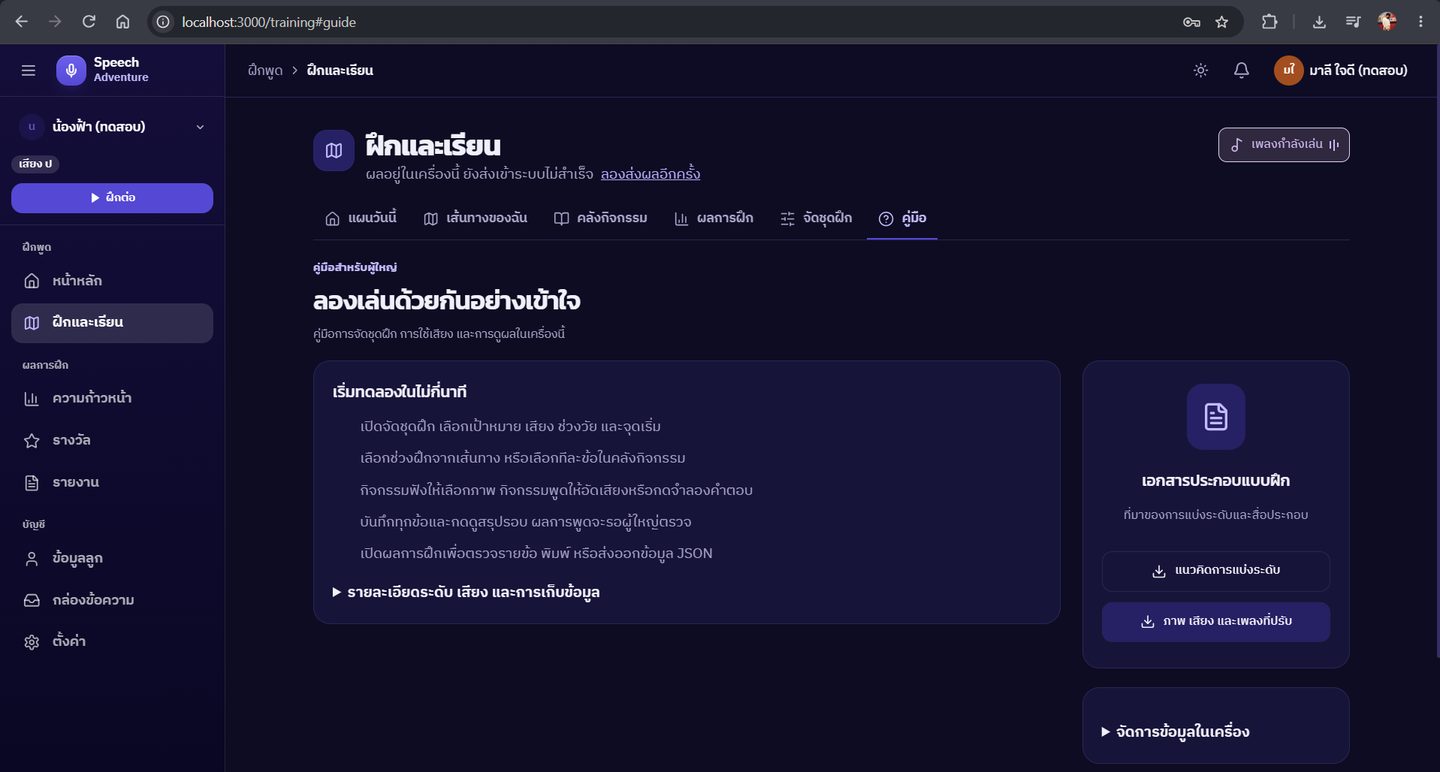 localhost:3000/training#guide
Speech
Adventure
ฝึกพูด > ฝึกและเรียน
มใ มาลี ใจดี (ทดสอบ)
น น้องฟ้า (ทดสอบ)
เสียง ป
ฝึกต่อ
ฝึกพูด
หน้าหลัก
ฝึกและเรียน
ผลการฝึก
ความก้าวหน้า
รางวัล
รายงาน
บัญชี
ข้อมูลลูก
กล่องข้อความ
ตั้งค่า
ฝึกและเรียน
ผลอยู่ในเครื่องนี้ ยังส่งเข้าระบบไม่สำเร็จ ลองส่งผลอีกครั้ง
เพลงกำลังเล่น
แผนวันนี้ เส้นทางของฉัน คลังกิจกรรม ผลการฝึก จัดชุดฝึก คู่มือ
คู่มือสำหรับผู้ใหญ่
ลองเล่นด้วยกันอย่างเข้าใจ
คู่มือการจัดชุดฝึก การใช้เสียง และการดูผลในเครื่องนี้
เริ่มทดลองในไม่กี่นาที
เปิดจัดชุดฝึก เลือกเป้าหมาย เสียง ช่วงวัย และจุดเริ่ม
เลือกช่วงฝึกจากเส้นทาง หรือเลือกทีละข้อในคลังกิจกรรม
กิจกรรมฟังให้เลือกภาพ กิจกรรมพูดให้อัดเสียงหรือกดจำลองคำตอบ
บันทึกทุกข้อและกดดูสรุปรอบ ผลการพูดจะรอผู้ใหญ่ตรวจ
เปิดผลการฝึกเพื่อตรวจรายข้อ พิมพ์ หรือส่งออกข้อมูล JSON
รายละเอียดระดับ เสียง และการเก็บข้อมูล
เอกสารประกอบแบบฝึก
ที่มาของการแบ่งระดับและสื่อประกอบ
แนวคิดการแบ่งระดับ
ภาพ เสียง และเพลงที่ปรับ
จัดการข้อมูลในเครื่อง